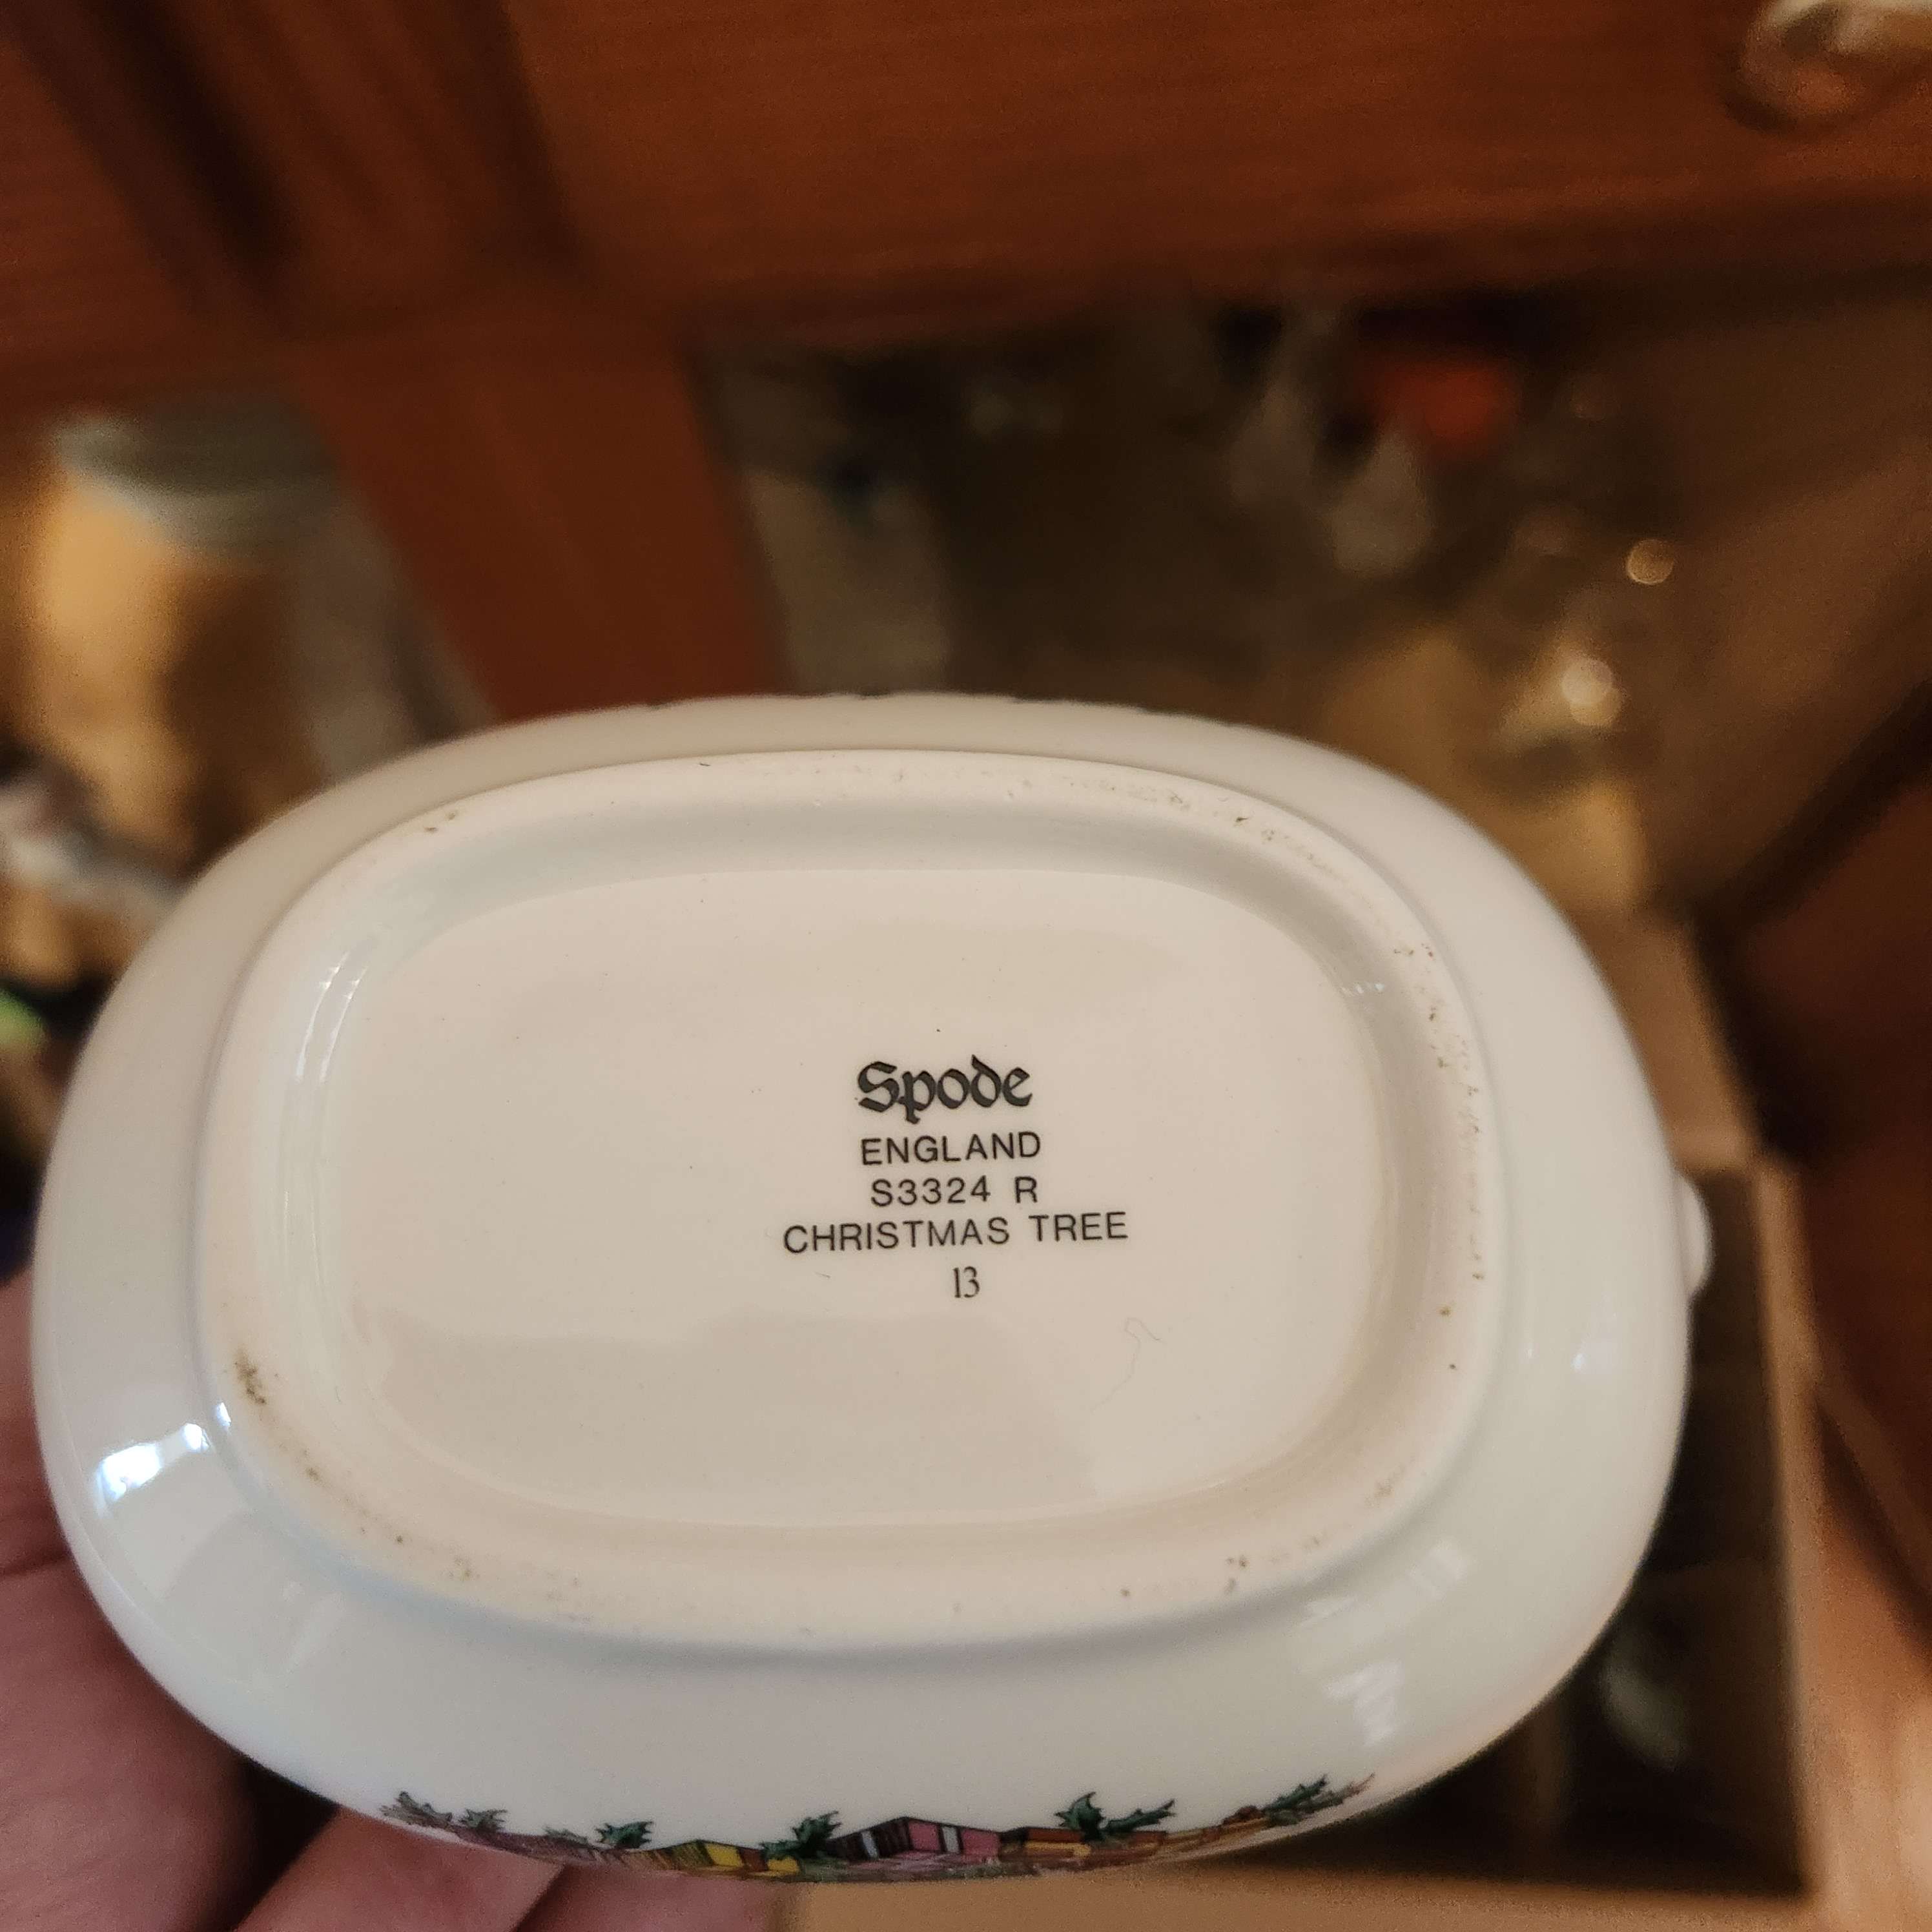 Spode
ENGLAND
S3324 R
CHRISTMAS TREE
13